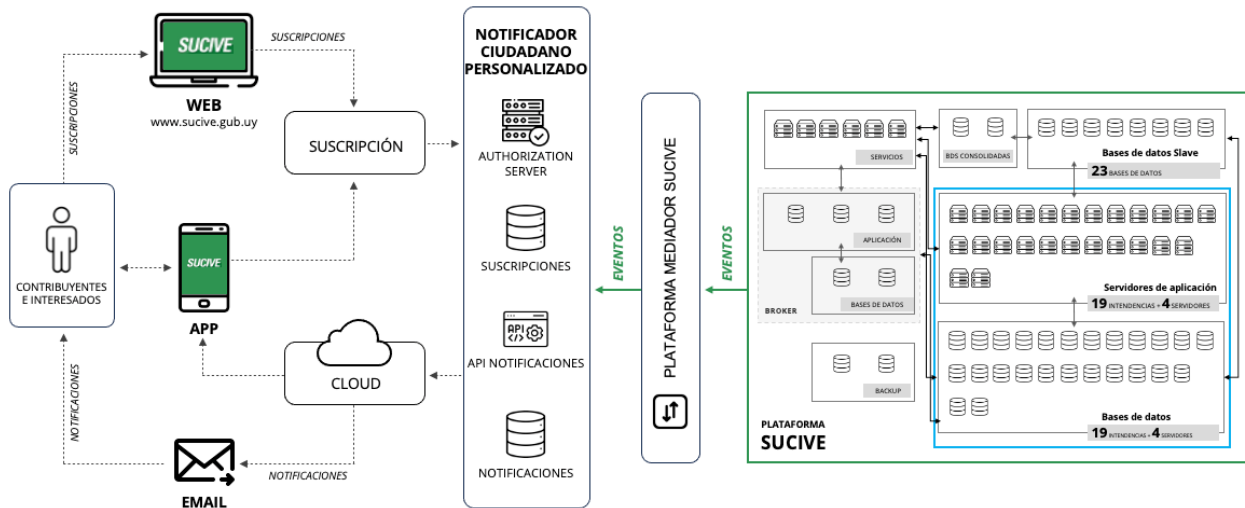 SUCIVE
WEB
www.sucive.gub.uy
SUSCRIPCIONES
SUSCRIPCIONES
SUSCRIPCIÓN
CONTRIBUYENTES
E INTERESADOS
SUCIVE
APP
CLOUD
NOTIFICACIONES
NOTIFICACIONES
EMAIL
NOTIFICADOR
CIUDADANO
PERSONALIZADO
AUTHORIZATION
SERVER
SUSCRIPCIONES
API
</>
API NOTIFICACIONES
NOTIFICACIONES
EVENTOS
PLATAFORMA MEDIADOR SUCIVE
EVENTOS
SERVICIOS
BDS CONSOLIDADAS
Bases de datos Slave
23 BASES DE DATOS
APLICACIÓN
BASES DE DATOS
BROKER
Servidores de aplicación
19 INTENDENCIAS + 4 SERVIDORES
BACKUP
Bases de datos
19 INTENDENCIAS + 4 SERVIDORES
PLATAFORMA
SUCIVE